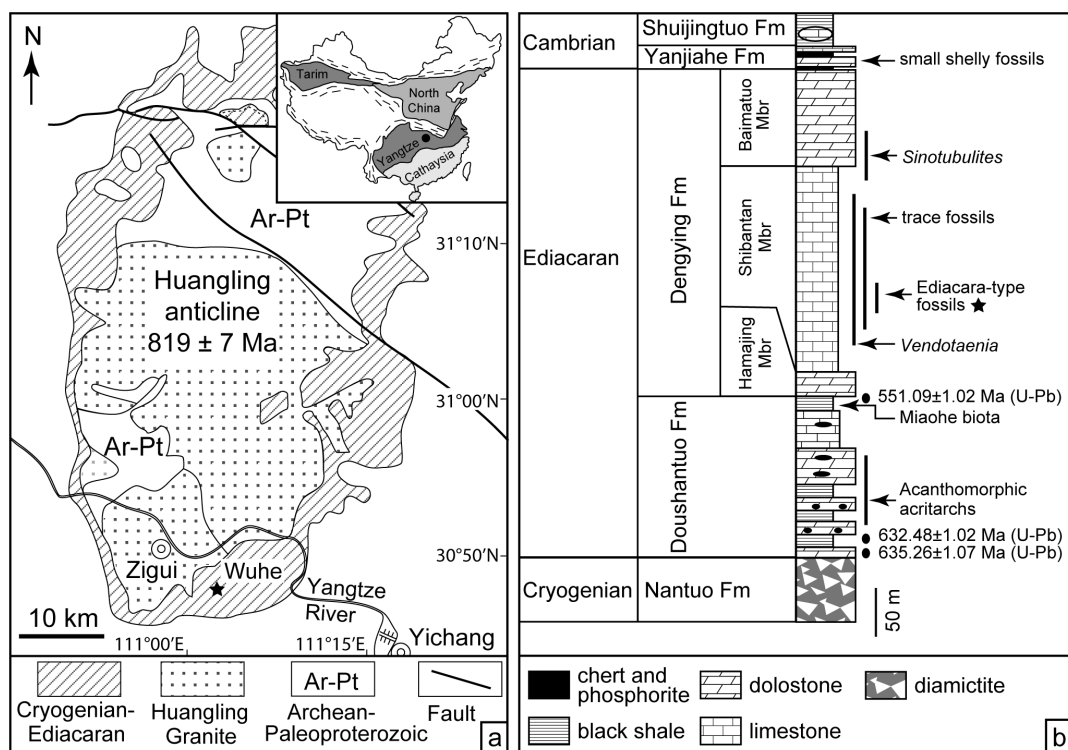 N
Tarim
North
China
Yangtze
Cathaysia
Ar-Pt
31°10′N
Huangling
anticline
819 ± 7 Ma
31°00′N
Ar-Pt
30°50′N
Zigui
Wuhe
Yangtze
River
10 km
Yichang
111°00′E
111°15′E
Ar-Pt
Cryogenian-
Ediacaran
Huangling
Granite
Archean-
Paleoproterozoic
Fault
a
Cambrian
Shuijingtuo Fm
Yanjiahe Fm
small shelly fossils
Ediacaran
Dengying Fm
Baimatuo
Mbr
Sinotubulites
Shibantan
Mbr
trace fossils
Ediacara-type
fossils
Vendotaenia
Hamajing
Mbr
551.09±1.02 Ma (U-Pb)
Miaohe biota
Doushantuo Fm
Acanthomorphic
acritarchs
632.48±1.02 Ma (U-Pb)
635.26±1.07 Ma (U-Pb)
Cryogenian
Nantuo Fm
50 m
chert and
phosphorite
dolostone
diamictite
black shale
limestone
b